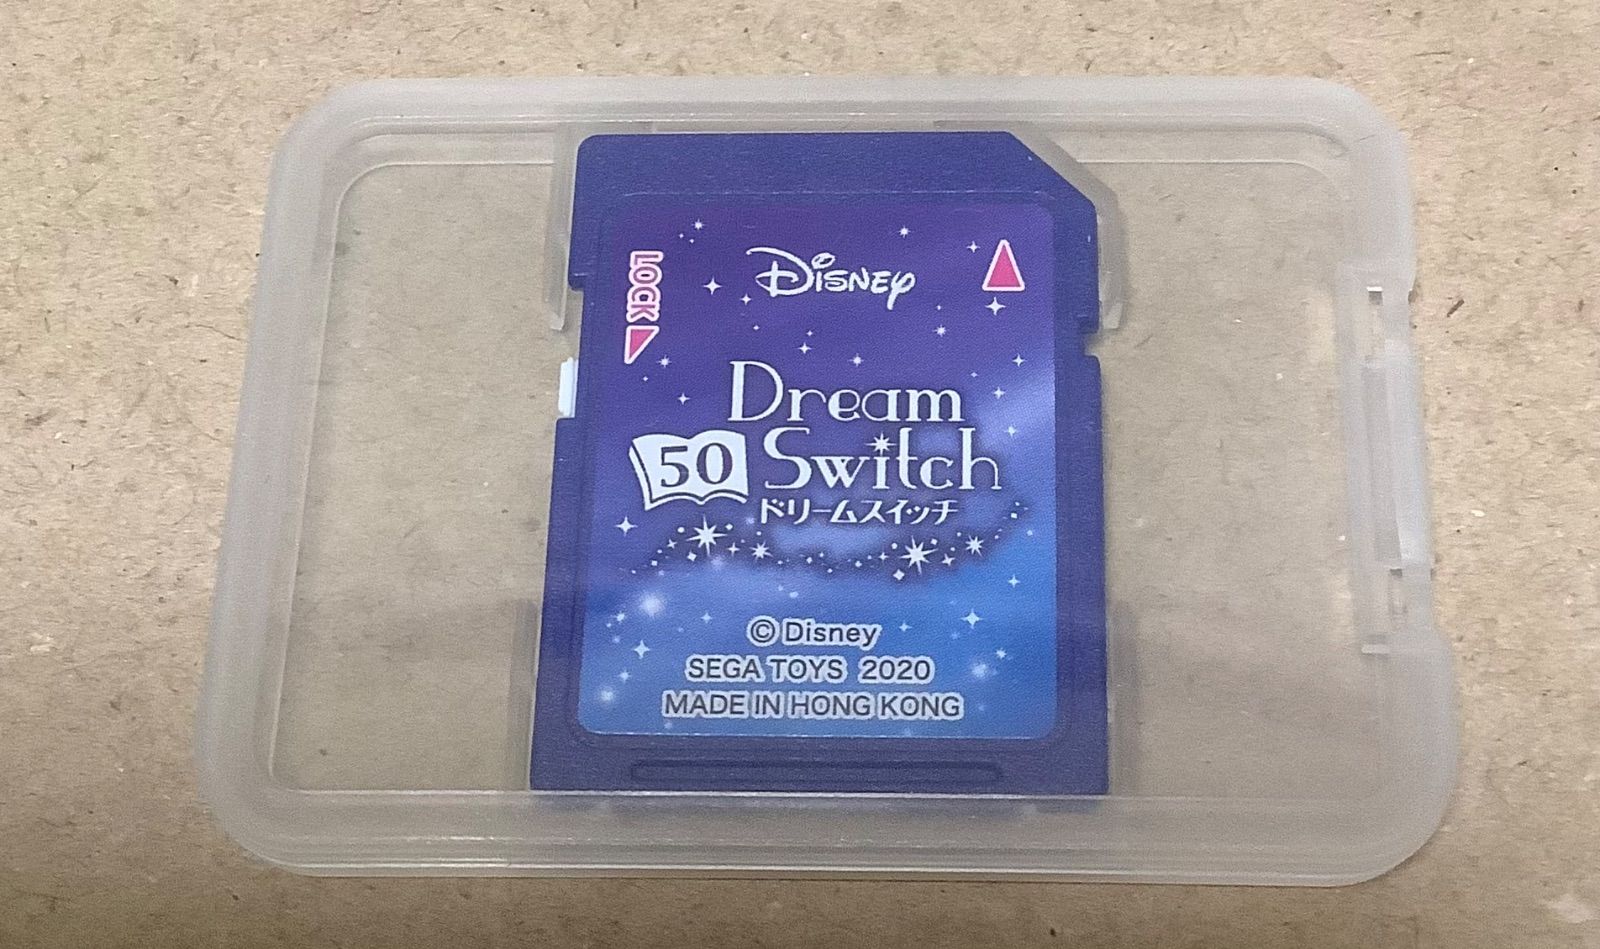 Disney
LOCK
Dream
50 Switch
ドリームスイッチ
© Disney
SEGA TOYS 2020
MADE IN HONG KONG